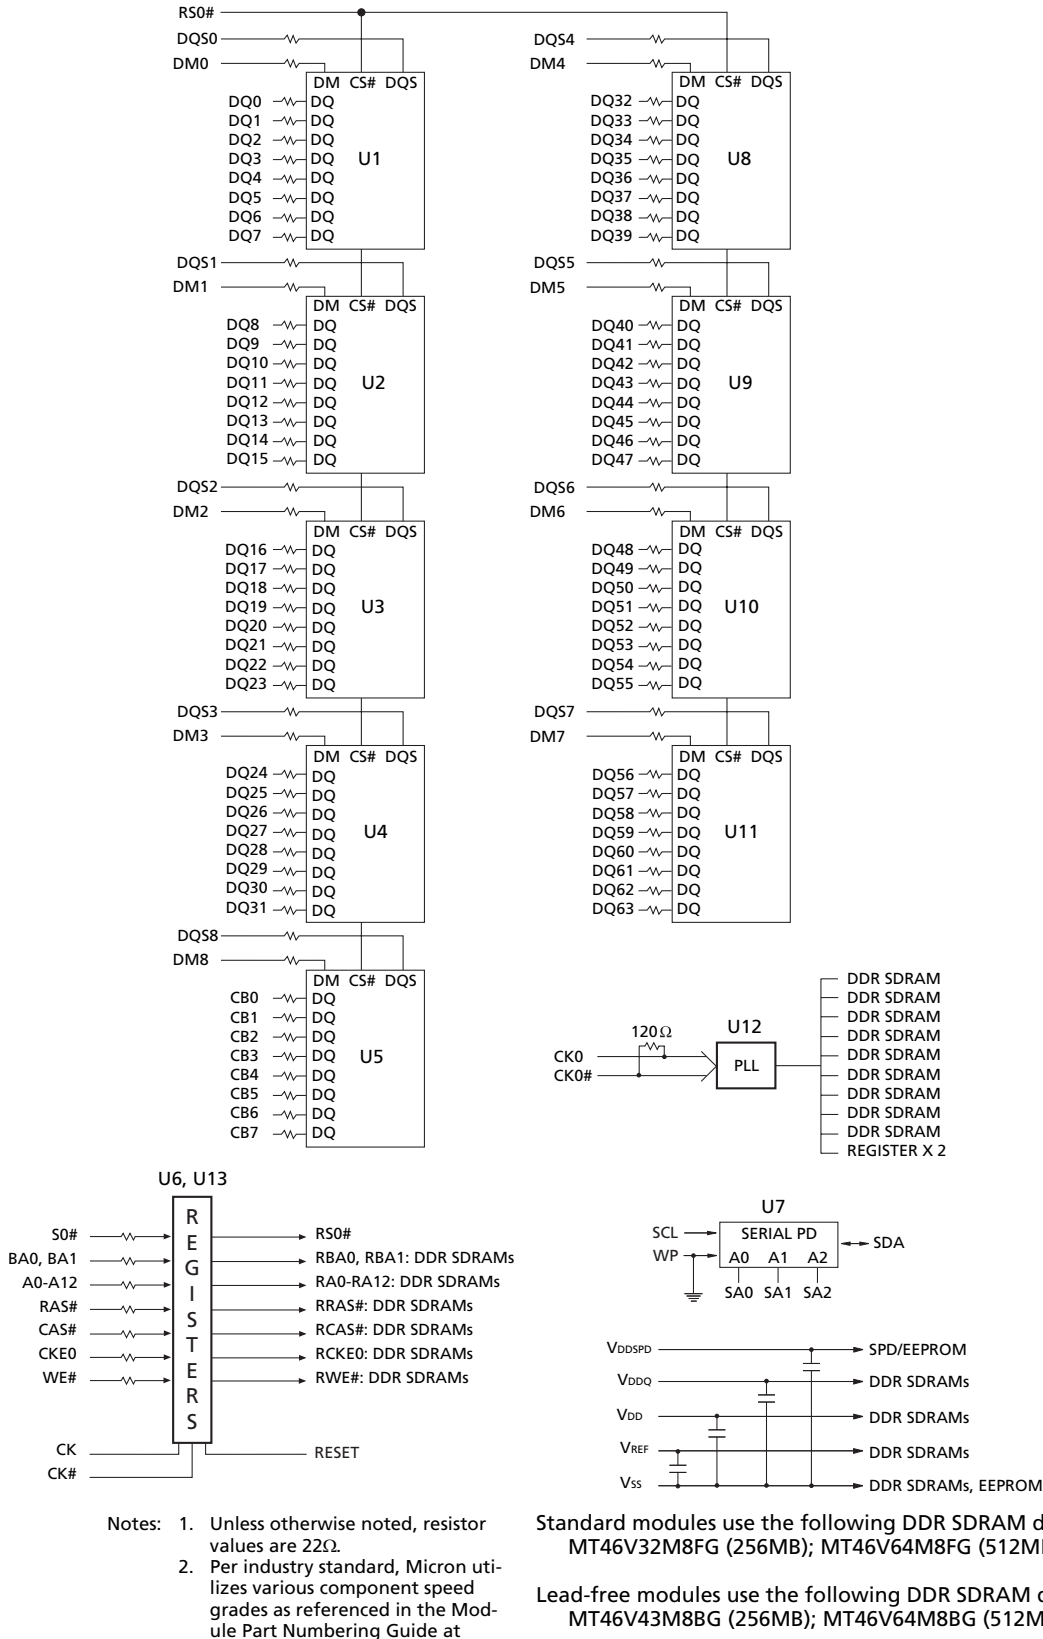 RS0#
DQS0
DM0
DM CS# DQS
DQ0 DQ
DQ1 DQ
DQ2 DQ
DQ3 DQ
DQ4 DQ
DQ5 DQ
DQ6 DQ
DQ7 DQ
U1
DQS1
DM1
DM CS# DQS
DQ8 DQ
DQ9 DQ
DQ10 DQ
DQ11 DQ
DQ12 DQ
DQ13 DQ
DQ14 DQ
DQ15 DQ
U2
DQS2
DM2
DM CS# DQS
DQ16 DQ
DQ17 DQ
DQ18 DQ
DQ19 DQ
DQ20 DQ
DQ21 DQ
DQ22 DQ
DQ23 DQ
U3
DQS3
DM3
DM CS# DQS
DQ24 DQ
DQ25 DQ
DQ26 DQ
DQ27 DQ
DQ28 DQ
DQ29 DQ
DQ30 DQ
DQ31 DQ
U4
DQS8
DM8
DM CS# DQS
CB0 DQ
CB1 DQ
CB2 DQ
CB3 DQ
CB4 DQ
CB5 DQ
CB6 DQ
CB7 DQ
U5
DQS4
DM4
DM CS# DQS
DQ32 DQ
DQ33 DQ
DQ34 DQ
DQ35 DQ
DQ36 DQ
DQ37 DQ
DQ38 DQ
DQ39 DQ
U8
DQS5
DM5
DM CS# DQS
DQ40 DQ
DQ41 DQ
DQ42 DQ
DQ43 DQ
DQ44 DQ
DQ45 DQ
DQ46 DQ
DQ47 DQ
U9
DQS6
DM6
DM CS# DQS
DQ48 DQ
DQ49 DQ
DQ50 DQ
DQ51 DQ
DQ52 DQ
DQ53 DQ
DQ54 DQ
DQ55 DQ
U10
DQS7
DM7
DM CS# DQS
DQ56 DQ
DQ57 DQ
DQ58 DQ
DQ59 DQ
DQ60 DQ
DQ61 DQ
DQ62 DQ
DQ63 DQ
U11
CK0
CK0#
120Ω
U12
PLL
DDR SDRAM
DDR SDRAM
DDR SDRAM
DDR SDRAM
DDR SDRAM
DDR SDRAM
DDR SDRAM
DDR SDRAM
DDR SDRAM
REGISTER X 2
U6, U13
REGISTERS
S0# RS0#
BA0, BA1 RBA0, RBA1: DDR SDRAMs
A0-A12 RA0-RA12: DDR SDRAMs
RAS# RRAS#: DDR SDRAMs
CAS# RCAS#: DDR SDRAMs
CKE0 RCKE0: DDR SDRAMs
WE# RWE#: DDR SDRAMs
CK RESET
CK#
U7
SCL SERIAL PD SDA
WP A0 A1 A2
SA0 SA1 SA2
VDDSPD SPD/EEPROM
VDDQ DDR SDRAMs
VDD DDR SDRAMs
VREF DDR SDRAMs
VSS DDR SDRAMs, EEPROM
Notes: 1. Unless otherwise noted, resistor
values are 22Ω.
2. Per industry standard, Micron uti-
lizes various component speed
grades as referenced in the Mod-
ule Part Numbering Guide at
Standard modules use the following DDR SDRAM d
MT46V32M8FG (256MB); MT46V64M8FG (512M
Lead-free modules use the following DDR SDRAM
MT46V43M8BG (256MB); MT46V64M8BG (512M